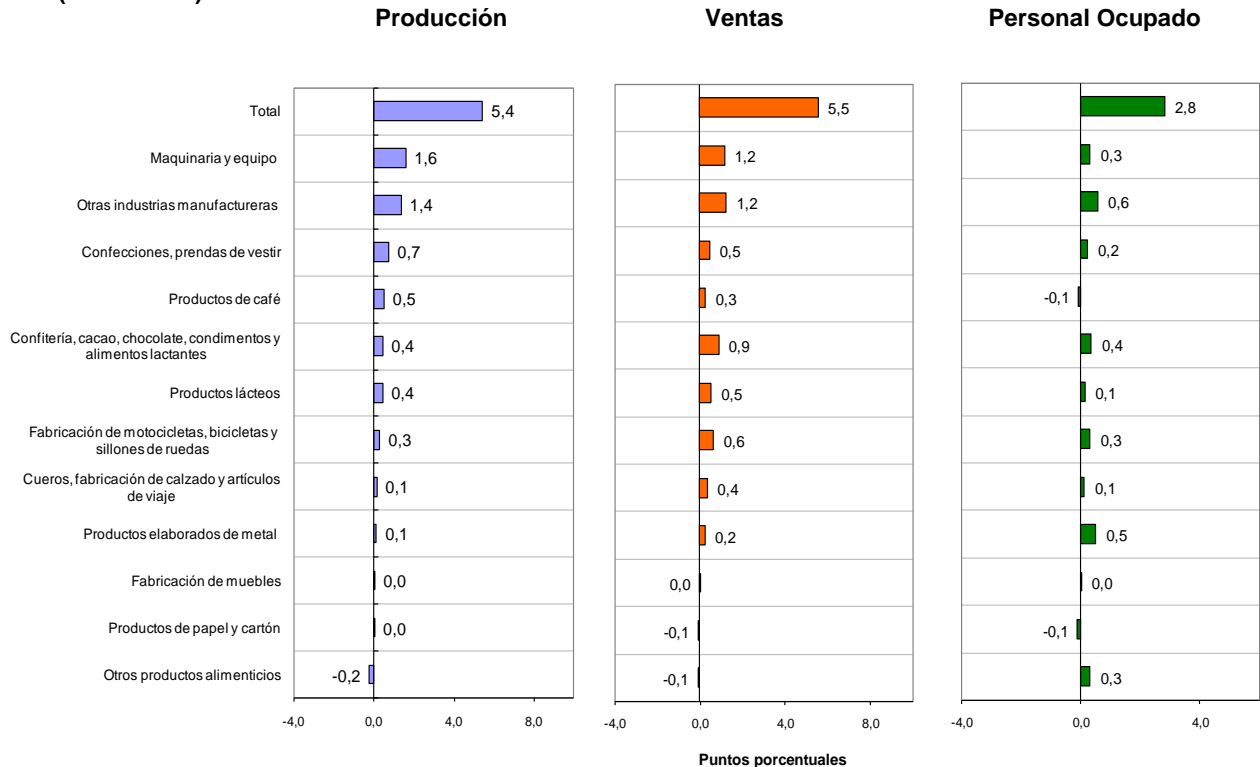 Producción
Ventas
Personal Ocupado
Total
5,4
5,5
2,8
Maquinaria y equipo
1,6
1,2
0,3
Otras industrias manufactureras
1,4
1,2
0,6
Confecciones, prendas de vestir
0,7
0,5
0,2
Productos de café
0,5
0,3
-0,1
Confitería, cacao, chocolate, condimentos y
alimentos lactantes
0,4
0,9
0,4
Productos lácteos
0,4
0,5
0,1
Fabricación de motocicletas, bicicletas y
sillones de ruedas
0,3
0,6
0,3
Cueros, fabricación de calzado y artículos
de viaje
0,1
0,4
0,1
Productos elaborados de metal
0,1
0,2
0,5
Fabricación de muebles
0,0
0,0
0,0
Productos de papel y cartón
0,0
-0,1
-0,1
Otros productos alimenticios
-0,2
-0,1
0,3
-4,0 0,0 4,0 8,0
-4,0 0,0 4,0 8,0
-4,0 0,0 4,0
Puntos porcentuales